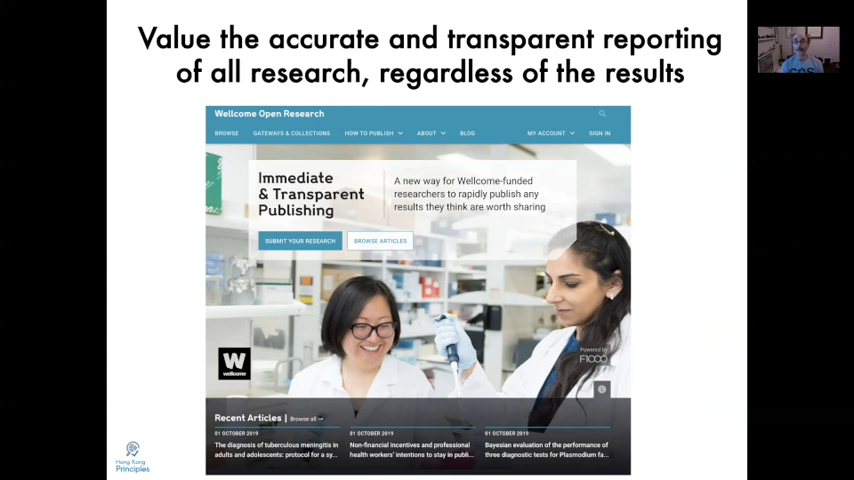 Value the accurate and transparent reporting
of all research, regardless of the results
Wellcome Open Research
BROWSE GATEWAYS & COLLECTIONS HOW TO PUBLISH ABOUT BLOG MY ACCOUNT SIGN IN
Immediate
& Transparent
Publishing
A new way for Wellcome-funded
researchers to rapidly publish any
results they think are worth sharing
SUBMIT YOUR RESEARCH BROWSE ARTICLES
W
wellcome
Powered by
F1000
Recent Articles | Browse all →
01 OCTOBER 2019
The diagnosis of tuberculous meningitis in
adults and adolescents: protocol for a sy...
01 OCTOBER 2019
Non-financial incentives and professional
health workers' intentions to stay in publi...
01 OCTOBER 2019
Bayesian evaluation of the performance of
three diagnostic tests for Plasmodium fa...
Hong Kong
Principles